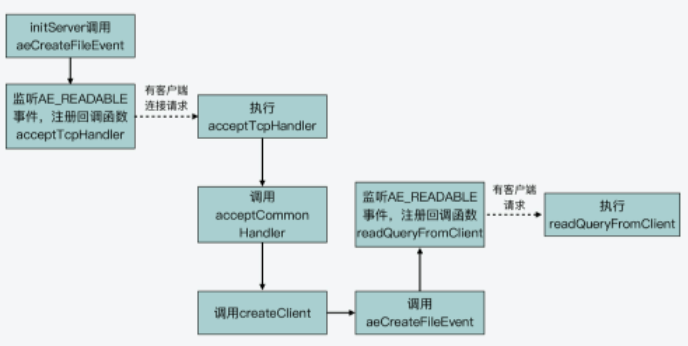 initServer调用
aeCreateFileEvent
监听AE_READABLE
事件，注册回调函数
acceptTcpHandler
有客户端
连接请求
执行
acceptTcpHandler
调用
acceptCommon
Handler
调用createClient
调用
aeCreateFileEvent
监听AE_READABLE
事件，注册回调函数
readQueryFromClient
有客户端
请求
执行
readQueryFromClient